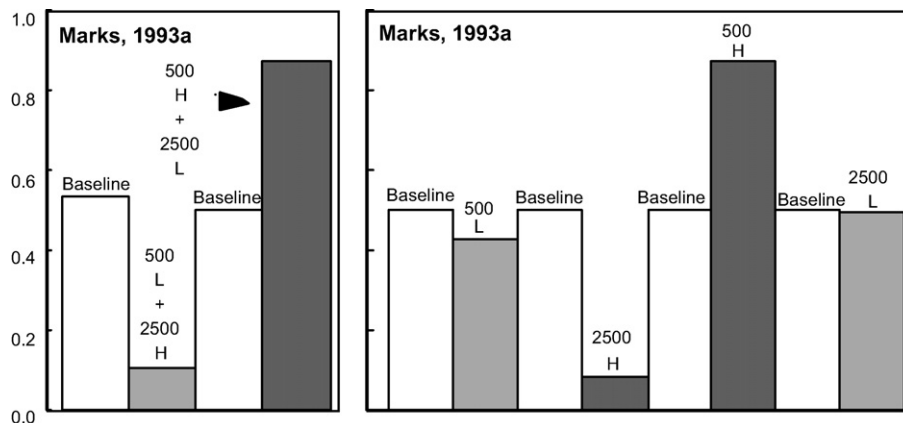 1.0
0.8
0.6
0.4
0.2
0.0
Marks, 1993a
500
H
+
2500
L
Baseline
500
L
+
2500
H
Baseline
Marks, 1993a
Baseline
500
L
Baseline
2500
H
Baseline
500
H
Baseline
2500
L